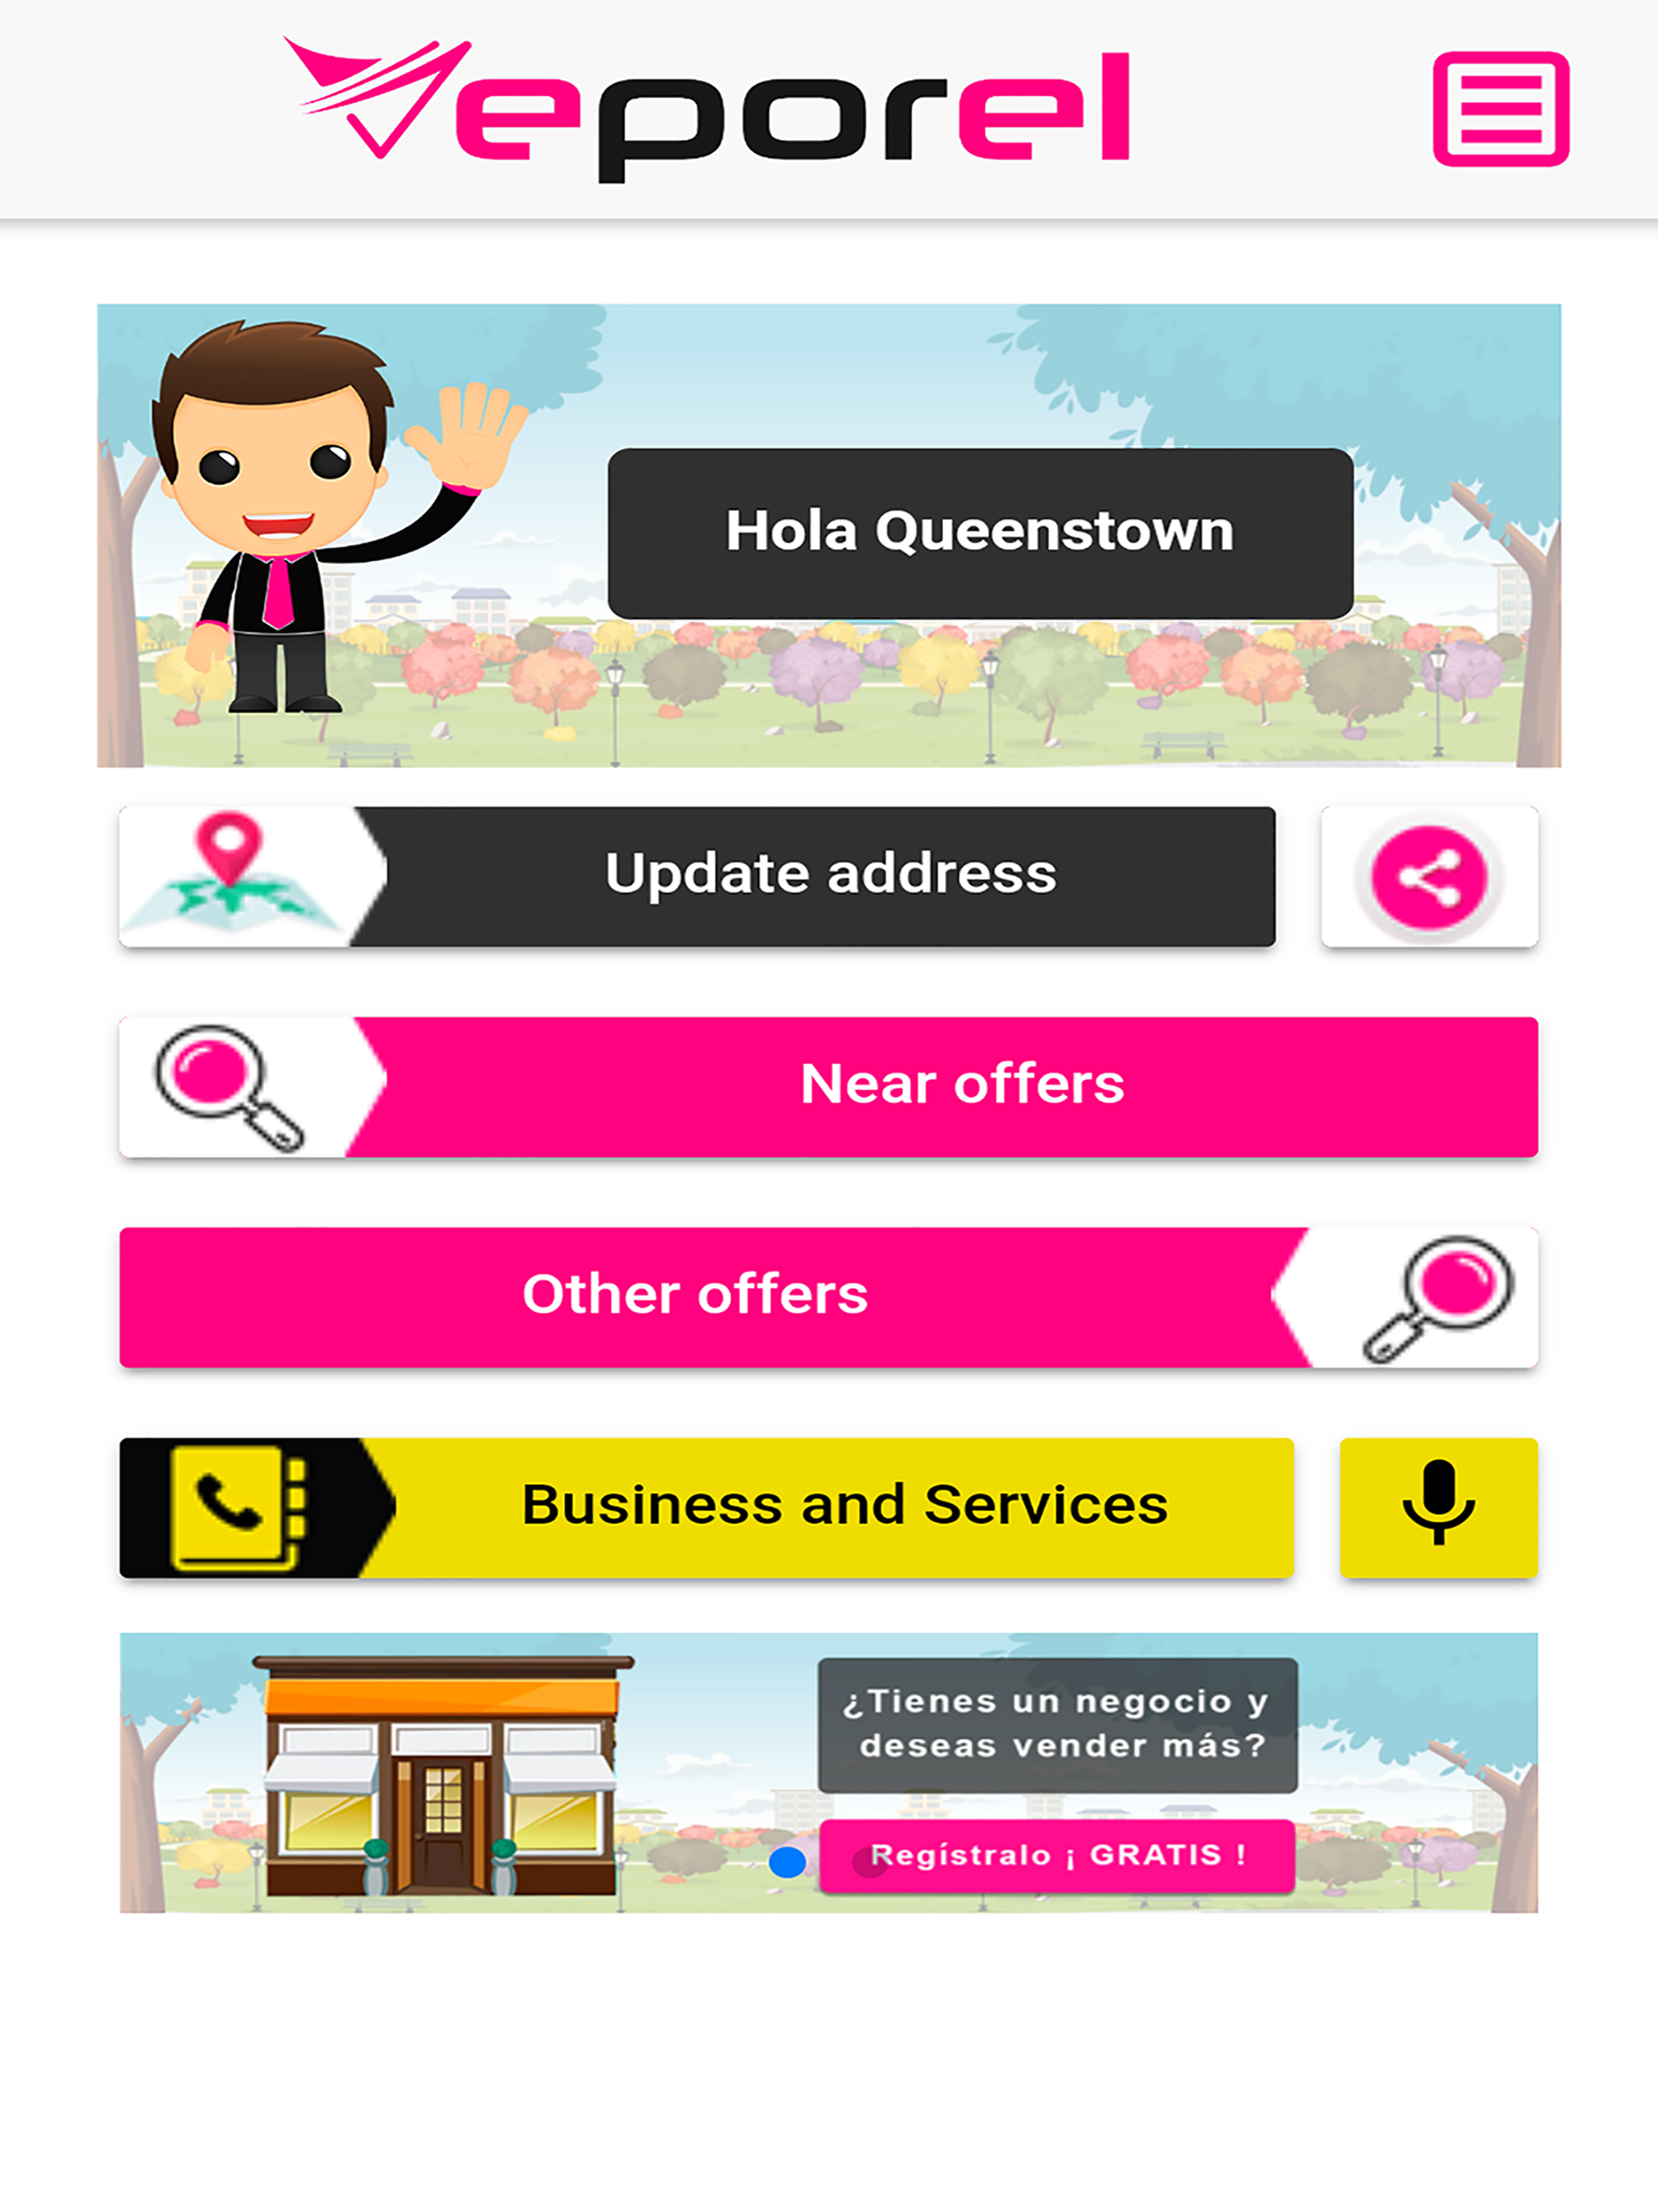 Veporel
Hola Queenstown
Update address
Near offers
Other offers
Business and Services
¿Tienes un negocio y
deseas vender más?
Regístralo ¡ GRATIS !